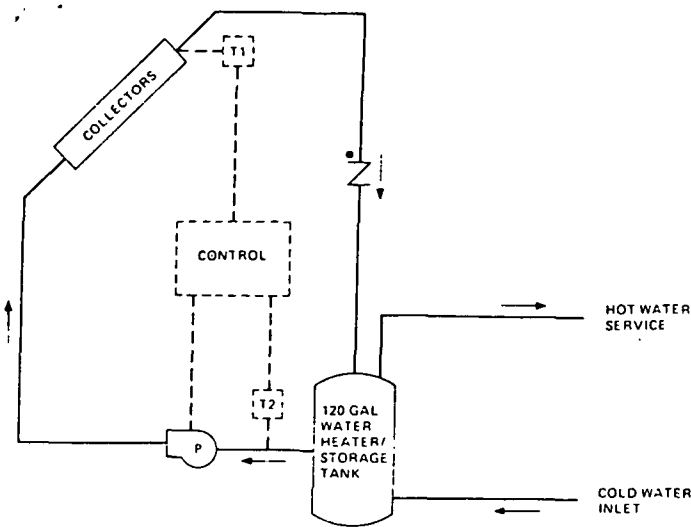 COLLECTORS
T1
CONTROL
HOT WATER
SERVICE
T2
P
120 GAL
WATER
HEATER/
STORAGE
TANK
COLD WATER
INLET